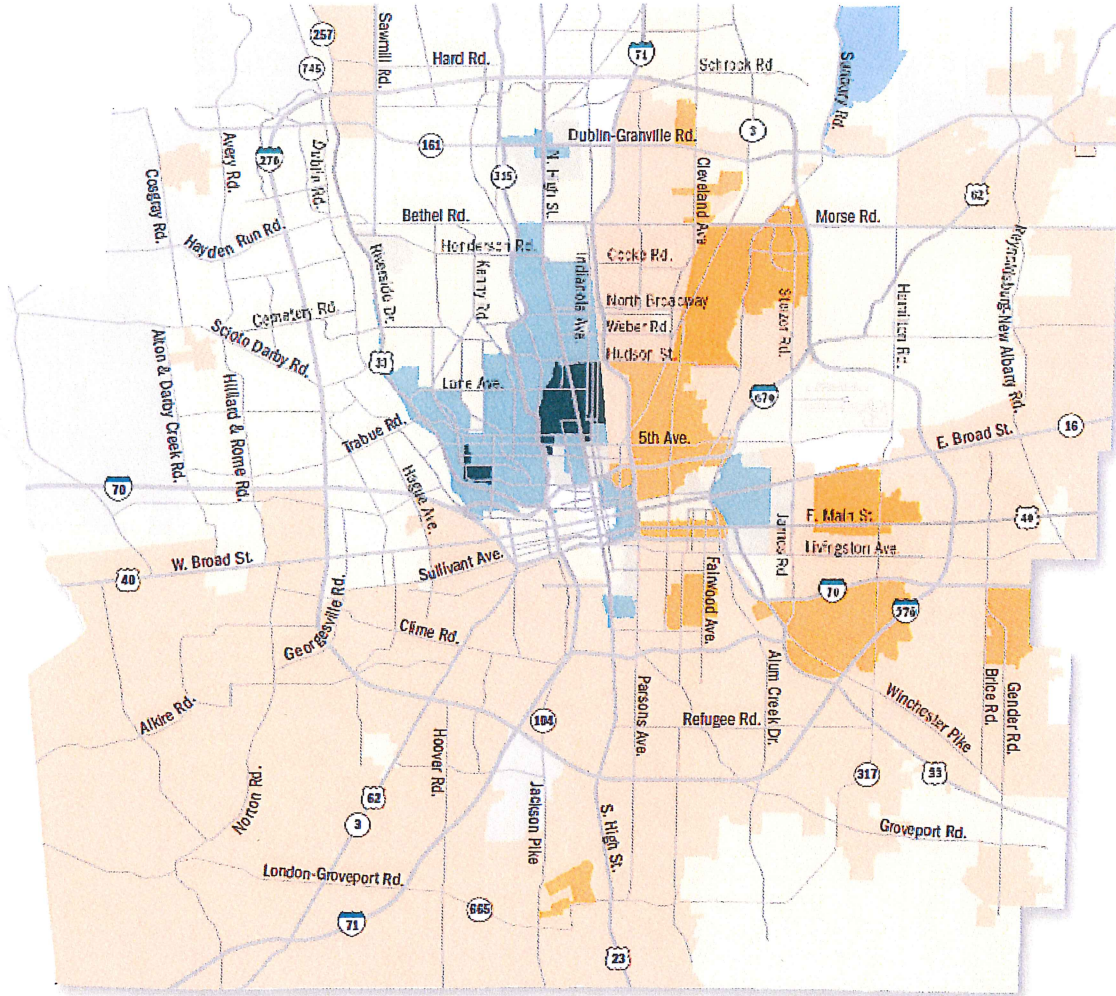 257
745
Sawmill Rd.
Hard Rd.
71
Schrock Rd
Sunbury Rd.
270
Avery Rd.
Dublin Rd.
161
315
N. High St.
Dublin-Granville Rd.
3
Cleveland Ave
62
Cosgray Rd.
Hayden Run Rd.
Bethel Rd.
Henderson Rd.
Morse Rd.
Riverside Dr.
Kenny Rd.
Indianola Ave
Cooke Rd.
North Broadway
Weber Rd.
Hudson St.
Stelzer Rd.
Hamilton Rd.
Reynoldsburg-New Albany Rd.
Cemetery Rd.
Scioto Darby Rd.
33
Alton & Darby Creek Rd.
Hilliard & Rome Rd.
Lane Ave.
Trabue Rd.
670
5th Ave.
E. Broad St.
16
70
Hague Ave.
James Rd
E. Main St
40
Livingston Ave.
W. Broad St.
40
Sullivant Ave.
Fairwood Ave.
70
Georgesville Rd.
Clime Rd.
Alum Creek Dr.
Winchester Pike
Brice Rd.
Gender Rd.
Alkire Rd.
104
Parsons Ave.
Refugee Rd.
Norton Rd.
Hoover Rd.
62
3
Jackson Pike
S. High St.
317
33
Groveport Rd.
London-Groveport Rd.
665
71
23